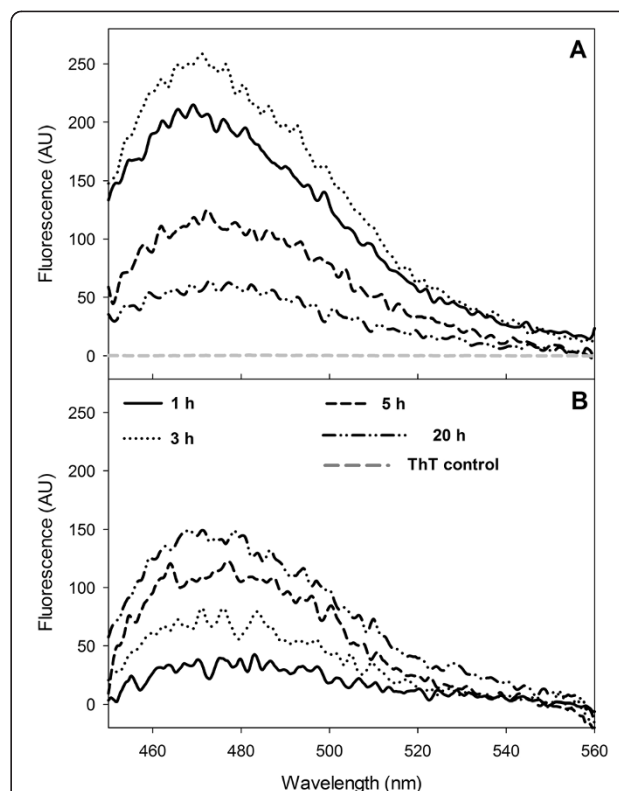 A
250
200
150
100
50
0
Fluorescence (AU)
B
1 h
5 h
3 h
20 h
ThT control
250
200
150
100
50
0
Fluorescence (AU)
460 480 500 520 540 560
Wavelength (nm)